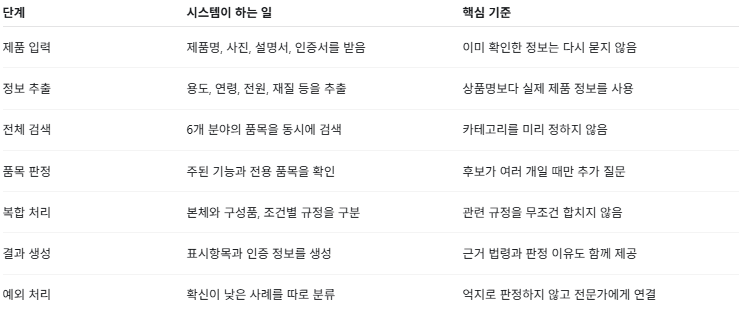 단계 시스템이 하는 일 핵심 기준
제품 입력 제품명, 사진, 설명서, 인증서를 받음 이미 확인한 정보는 다시 묻지 않음
정보 추출 용도, 연령, 전원, 재질 등을 추출 상품명보다 실제 제품 정보를 사용
전체 검색 6개 분야의 품목을 동시에 검색 카테고리를 미리 정하지 않음
품목 판정 주된 기능과 전용 품목을 확인 후보가 여러 개일 때만 추가 질문
복합 처리 본체와 구성품, 조건별 규정을 구분 관련 규정을 무조건 합치지 않음
결과 생성 표시항목과 인증 정보를 생성 근거 법령과 판정 이유도 함께 제공
예외 처리 확신이 낮은 사례를 따로 분류 억지로 판정하지 않고 전문가에게 연결